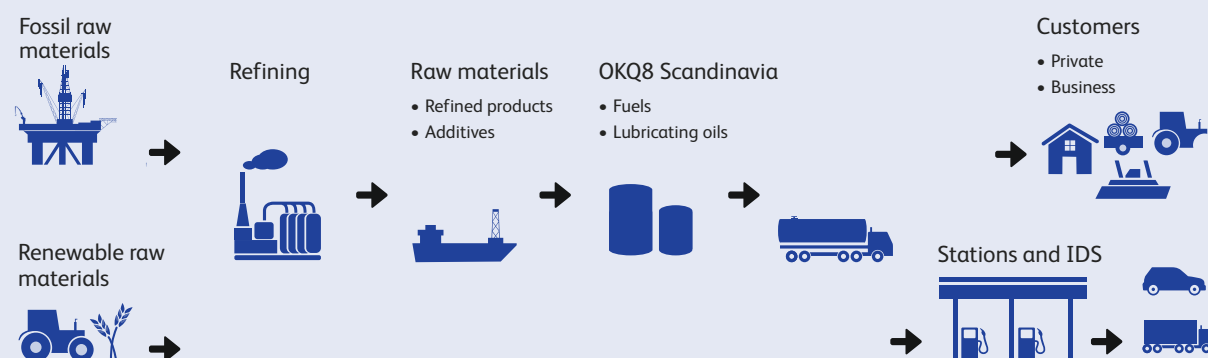 Fossil raw
materials
Refining
Raw materials
• Refined products
• Additives
OKQ8 Scandinavia
• Fuels
• Lubricating oils
Customers
• Private
• Business
Renewable raw
materials
Stations and IDS